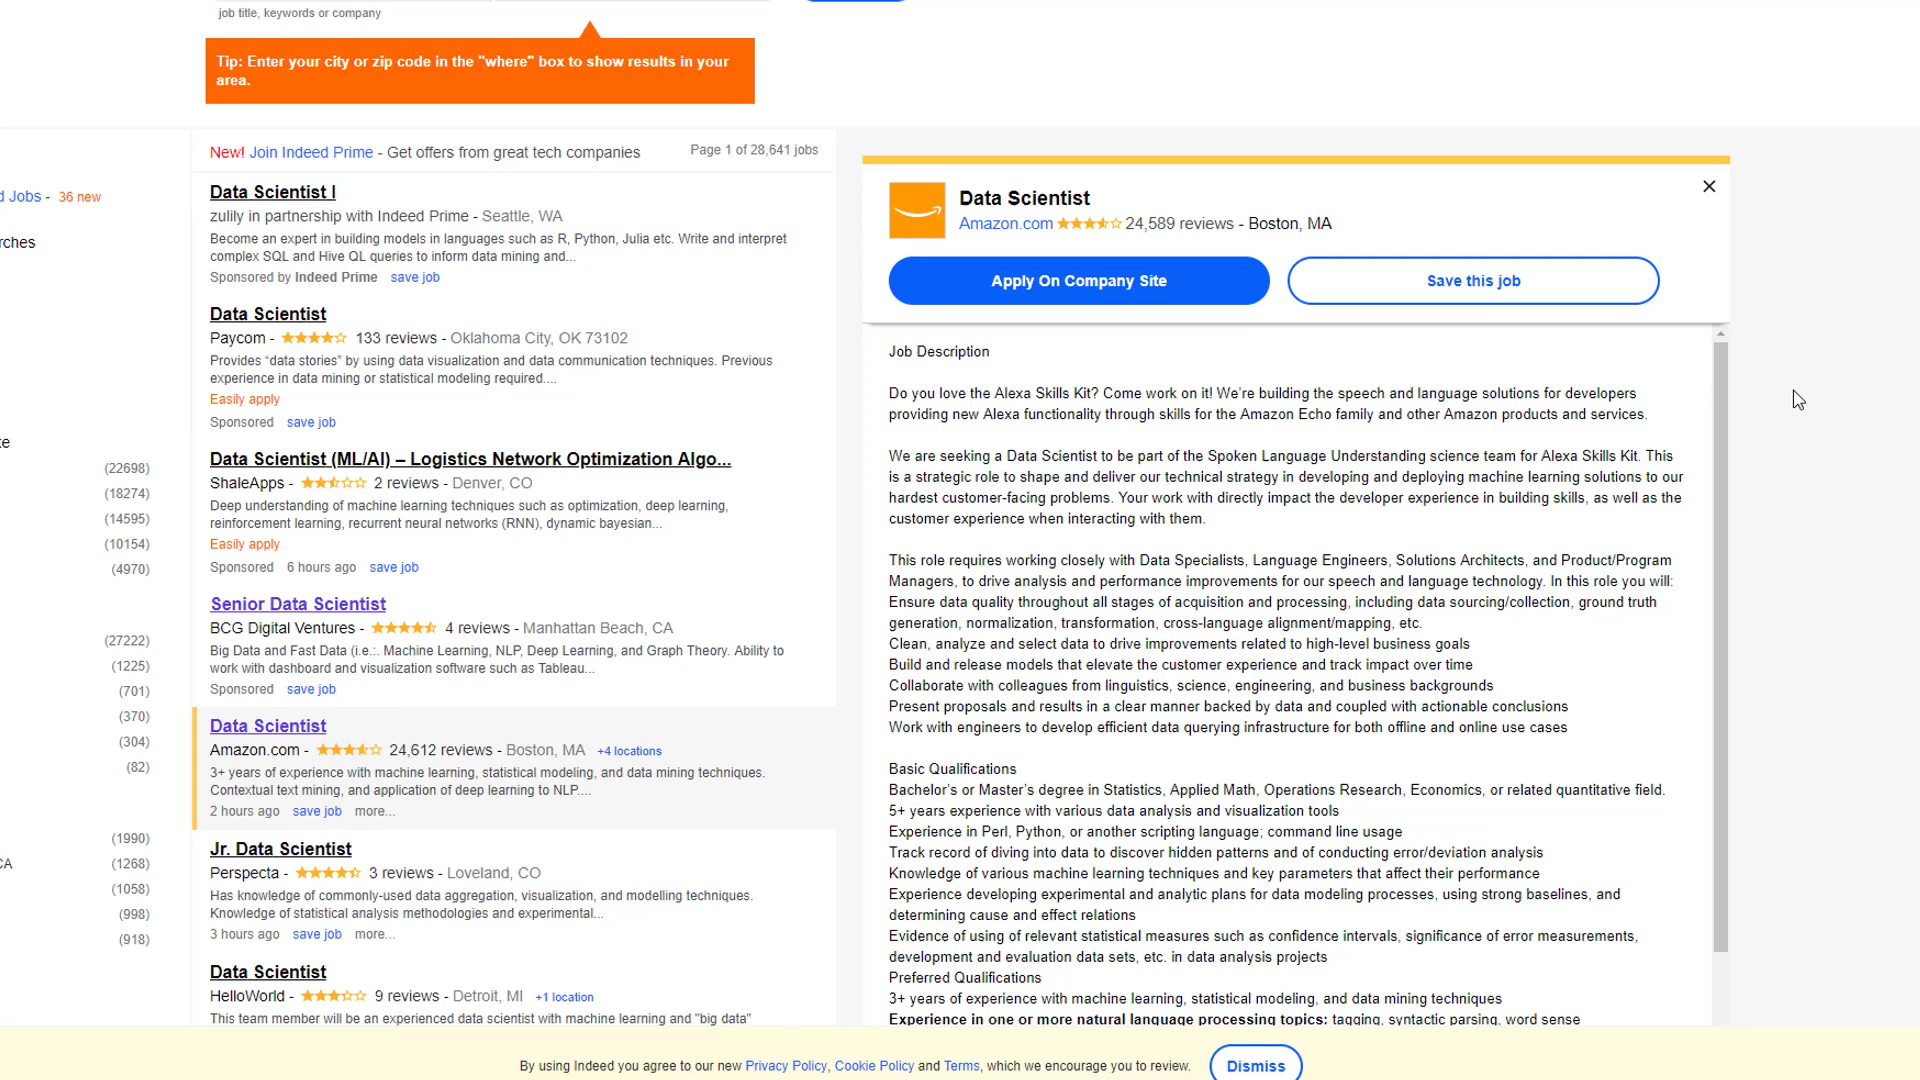 job title, keywords or company
Tip: Enter your city or zip code in the "where" box to show results in your
area.
d Jobs - 36 new
rches
te
(22698)
(18274)
(14595)
(10154)
(4970)
(27222)
(1225)
(701)
(370)
(304)
(82)
(1990)
CA (1268)
(1058)
(998)
(918)
New! Join Indeed Prime - Get offers from great tech companies
Page 1 of 28,641 jobs
Data Scientist I
zulily in partnership with Indeed Prime - Seattle, WA
Become an expert in building models in languages such as R, Python, Julia etc. Write and interpret
complex SQL and Hive QL queries to inform data mining and...
Sponsored by Indeed Prime save job
Data Scientist
Paycom - 133 reviews - Oklahoma City, OK 73102
Provides “data stories” by using data visualization and data communication techniques. Previous
experience in data mining or statistical modeling required....
Easily apply
Sponsored save job
Data Scientist (ML/AI) – Logistics Network Optimization Algo...
ShaleApps - 2 reviews - Denver, CO
Deep understanding of machine learning techniques such as optimization, deep learning,
reinforcement learning, recurrent neural networks (RNN), dynamic bayesian...
Easily apply
Sponsored 6 hours ago save job
Senior Data Scientist
BCG Digital Ventures - 4 reviews - Manhattan Beach, CA
Big Data and Fast Data (i.e.:. Machine Learning, NLP, Deep Learning, and Graph Theory. Ability to
work with dashboard and visualization software such as Tableau...
Sponsored save job
Data Scientist
Amazon.com - 24,612 reviews - Boston, MA +4 locations
3+ years of experience with machine learning, statistical modeling, and data mining techniques.
Contextual text mining, and application of deep learning to NLP....
2 hours ago save job more...
Jr. Data Scientist
Perspecta - 3 reviews - Loveland, CO
Has knowledge of commonly-used data aggregation, visualization, and modelling techniques.
Knowledge of statistical analysis methodologies and experimental...
3 hours ago save job more...
Data Scientist
HelloWorld - 9 reviews - Detroit, MI +1 location
This team member will be an experienced data scientist with machine learning and "big data"
Data Scientist
Amazon.com 24,589 reviews - Boston, MA
Apply On Company Site
Save this job
Job Description
Do you love the Alexa Skills Kit? Come work on it! We’re building the speech and language solutions for developers
providing new Alexa functionality through skills for the Amazon Echo family and other Amazon products and services.
We are seeking a Data Scientist to be part of the Spoken Language Understanding science team for Alexa Skills Kit. This
is a strategic role to shape and deliver our technical strategy in developing and deploying machine learning solutions to our
hardest customer-facing problems. Your work with directly impact the developer experience in building skills, as well as the
customer experience when interacting with them.
This role requires working closely with Data Specialists, Language Engineers, Solutions Architects, and Product/Program
Managers, to drive analysis and performance improvements for our speech and language technology. In this role you will:
Ensure data quality throughout all stages of acquisition and processing, including data sourcing/collection, ground truth
generation, normalization, transformation, cross-language alignment/mapping, etc.
Clean, analyze and select data to drive improvements related to high-level business goals
Build and release models that elevate the customer experience and track impact over time
Collaborate with colleagues from linguistics, science, engineering, and business backgrounds
Present proposals and results in a clear manner backed by data and coupled with actionable conclusions
Work with engineers to develop efficient data querying infrastructure for both offline and online use cases
Basic Qualifications
Bachelor’s or Master’s degree in Statistics, Applied Math, Operations Research, Economics, or related quantitative field.
5+ years experience with various data analysis and visualization tools
Experience in Perl, Python, or another scripting language; command line usage
Track record of diving into data to discover hidden patterns and of conducting error/deviation analysis
Knowledge of various machine learning techniques and key parameters that affect their performance
Experience developing experimental and analytic plans for data modeling processes, using strong baselines, and
determining cause and effect relations
Evidence of using of relevant statistical measures such as confidence intervals, significance of error measurements,
development and evaluation data sets, etc. in data analysis projects
Preferred Qualifications
3+ years of experience with machine learning, statistical modeling, and data mining techniques
Experience in one or more natural language processing topics: tagging, syntactic parsing, word sense
By using Indeed you agree to our new Privacy Policy, Cookie Policy and Terms, which we encourage you to review.
Dismiss